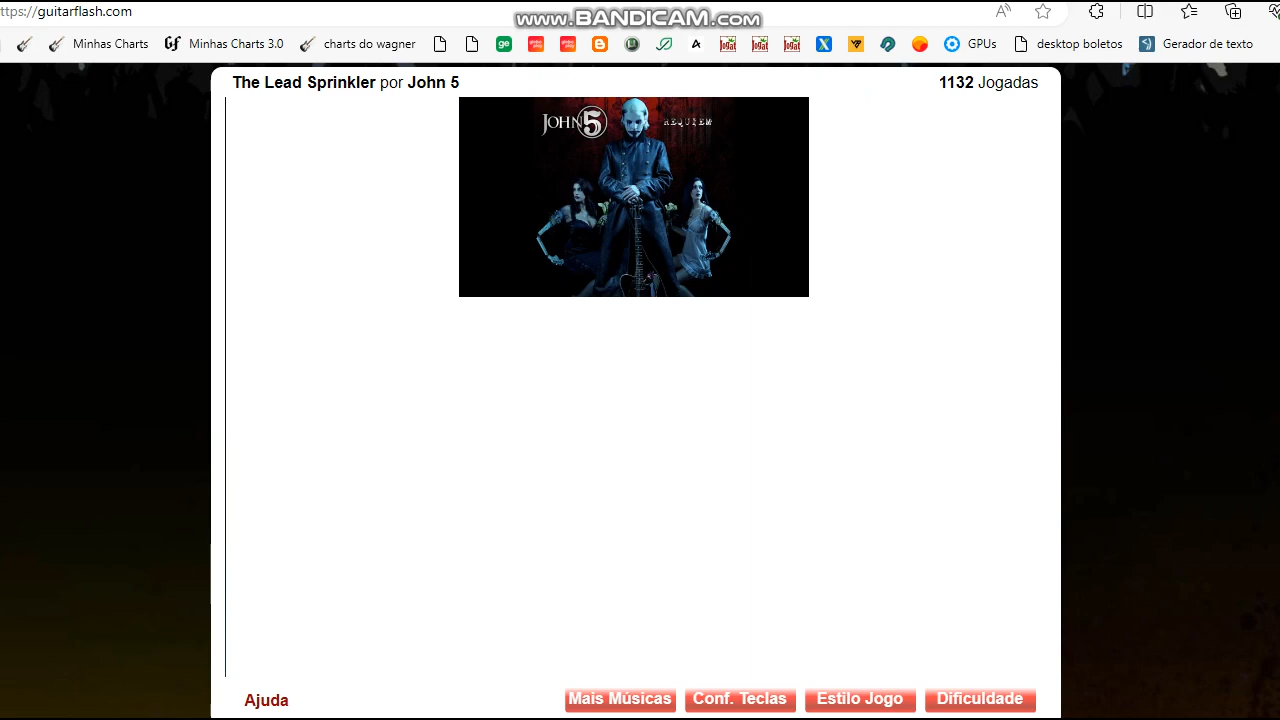 ttps://guitarflash.com
www.BANDICAM.com
Minhas Cha
Minhas Charts 3.0
charts do wagner
GPUs
desktop boletos
Gerador de texto
The Lead Sprinkler por John 5
1132 Jogadas
JOHN 5
REQUIEM
Ajuda
Mais Músicas
Conf. Teclas
Estilo Jogo
Dificuldade